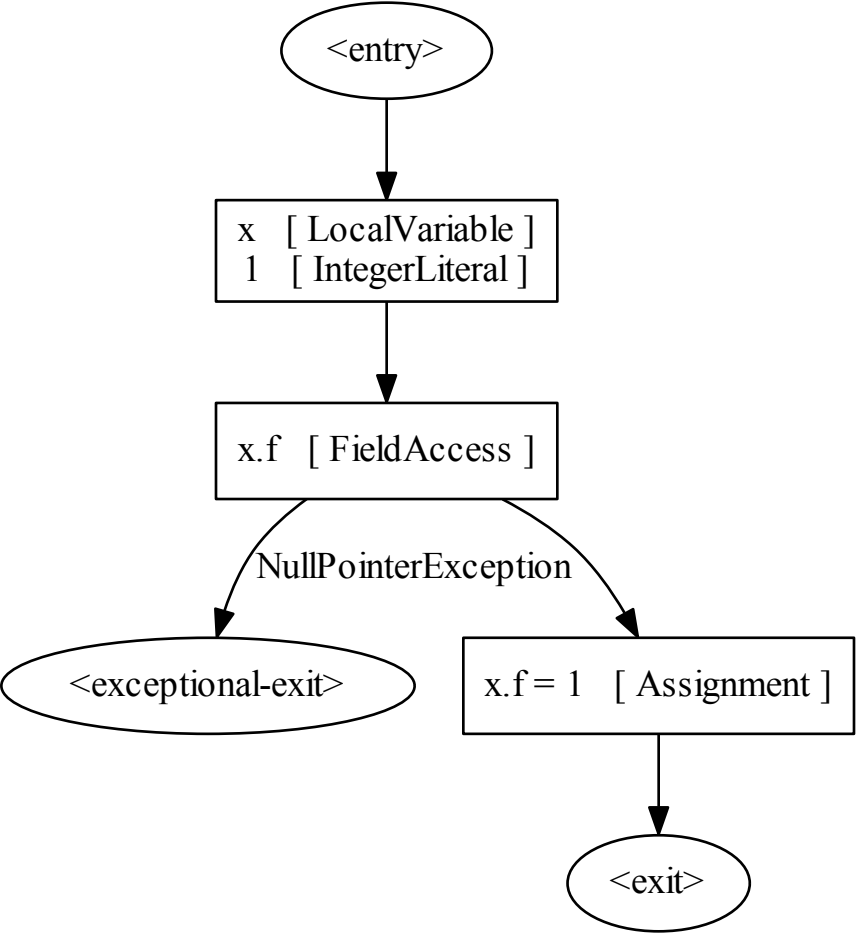 <entry>
x [ LocalVariable ]
1 [ IntegerLiteral ]
x.f [ FieldAccess ]
NullPointerException
<exceptional-exit>
x.f = 1 [ Assignment ]
<exit>